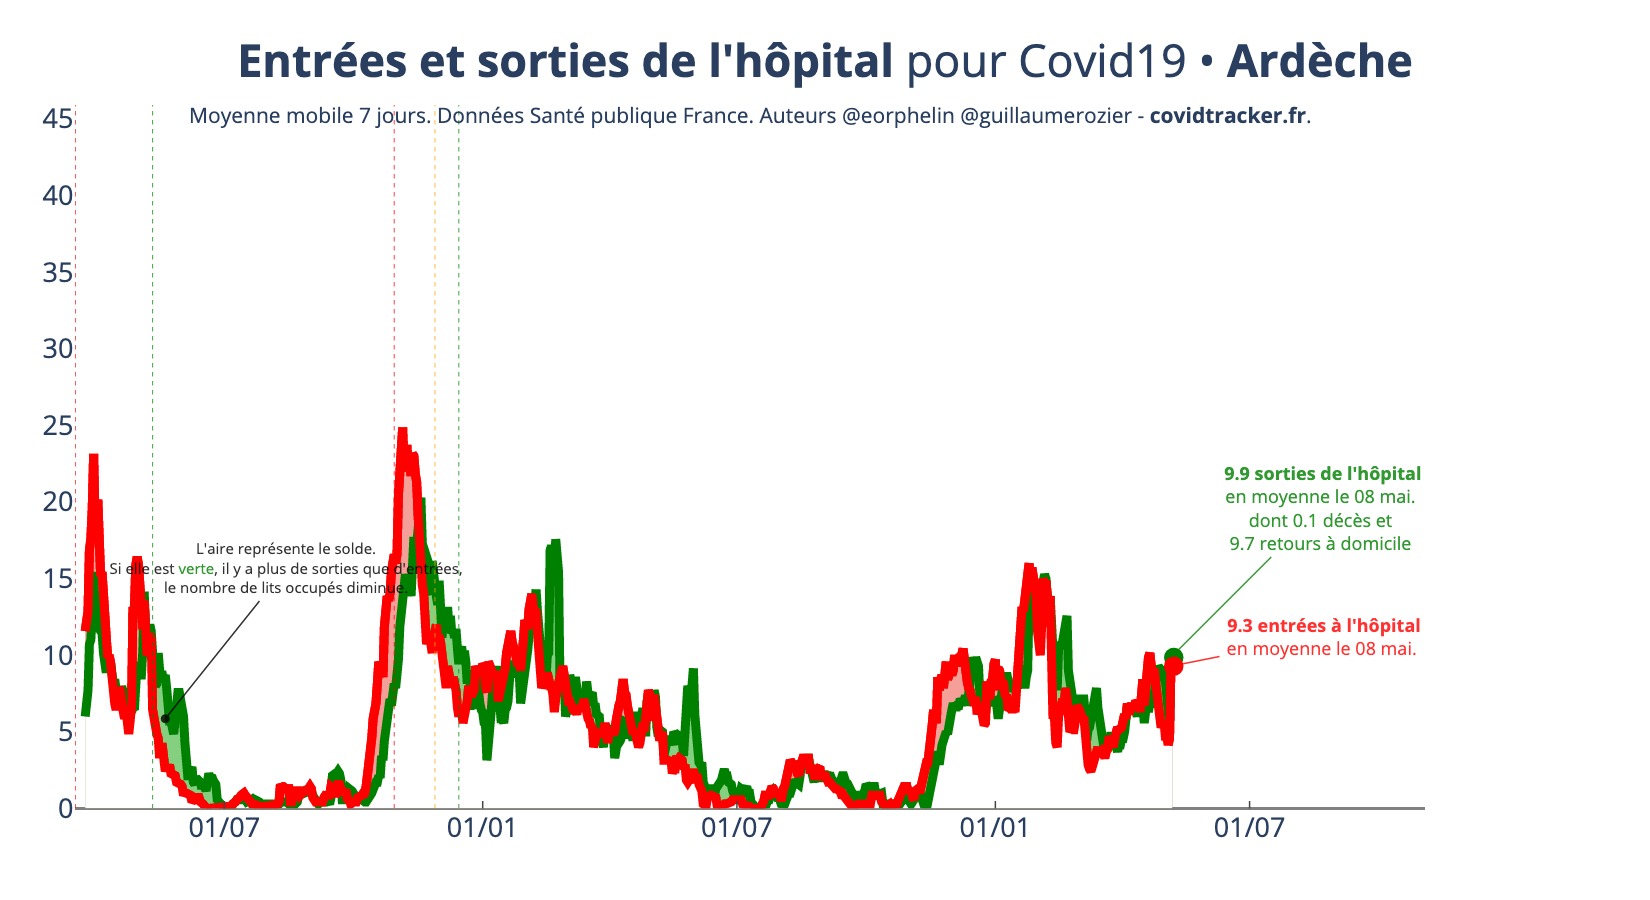 Entrées et sorties de l'hôpital pour Covid19 • Ardèche
Moyenne mobile 7 jours. Données Santé publique France. Auteurs @eorphelin @guillaumerozier - covidtracker.fr.
45
40
35
30
25
20
15
10
5
0
L'aire représente le solde.
Si elle est verte, il y a plus de sorties que d'entrées,
le nombre de lits occupés diminue.
9.9 sorties de l'hôpital
en moyenne le 08 mai.
dont 0.1 décès et
9.7 retours à domicile
9.3 entrées à l'hôpital
en moyenne le 08 mai.
01/07
01/01
01/07
01/01
01/07